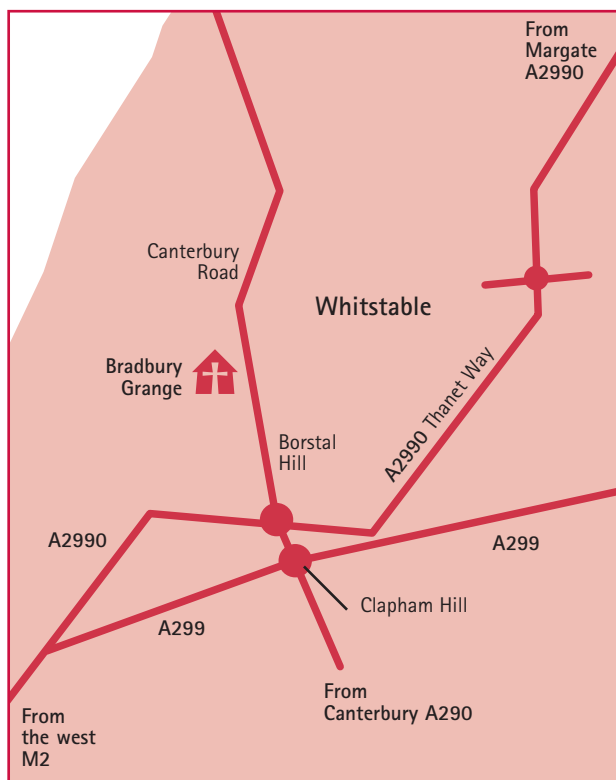 From
Margate
A2990
Canterbury
Road
Whitstable
Bradbury
Grange
A2990 Thanet Way
Borstal
Hill
A2990
A299
A299
Clapham Hill
From
Canterbury A290
From
the west
M2